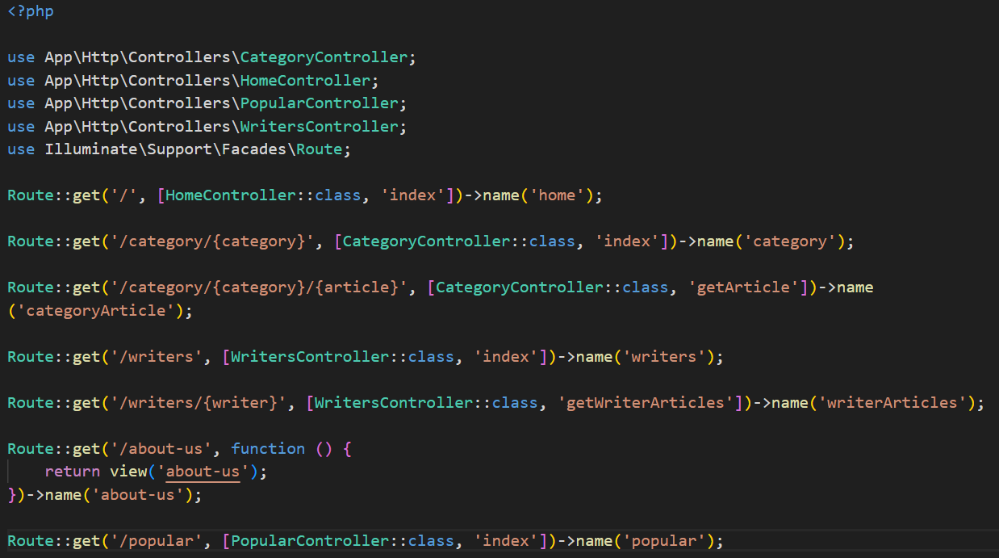 <?php
use App\Http\Controllers\CategoryController;
use App\Http\Controllers\HomeController;
use App\Http\Controllers\PopularController;
use App\Http\Controllers\WritersController;
use Illuminate\Support\Facades\Route;
Route::get('/', [HomeController::class, 'index'])->name('home');
Route::get('/category/{category}', [CategoryController::class, 'index'])->name('category');
Route::get('/category/{category}/{article}', [CategoryController::class, 'getArticle'])->name
('categoryArticle');
Route::get('/writers', [WritersController::class, 'index'])->name('writers');
Route::get('/writers/{writer}', [WritersController::class, 'getWriterArticles'])->name('writerArticles');
Route::get('/about-us', function () {
    return view('about-us');
})->name('about-us');
Route::get('/popular', [PopularController::class, 'index'])->name('popular');